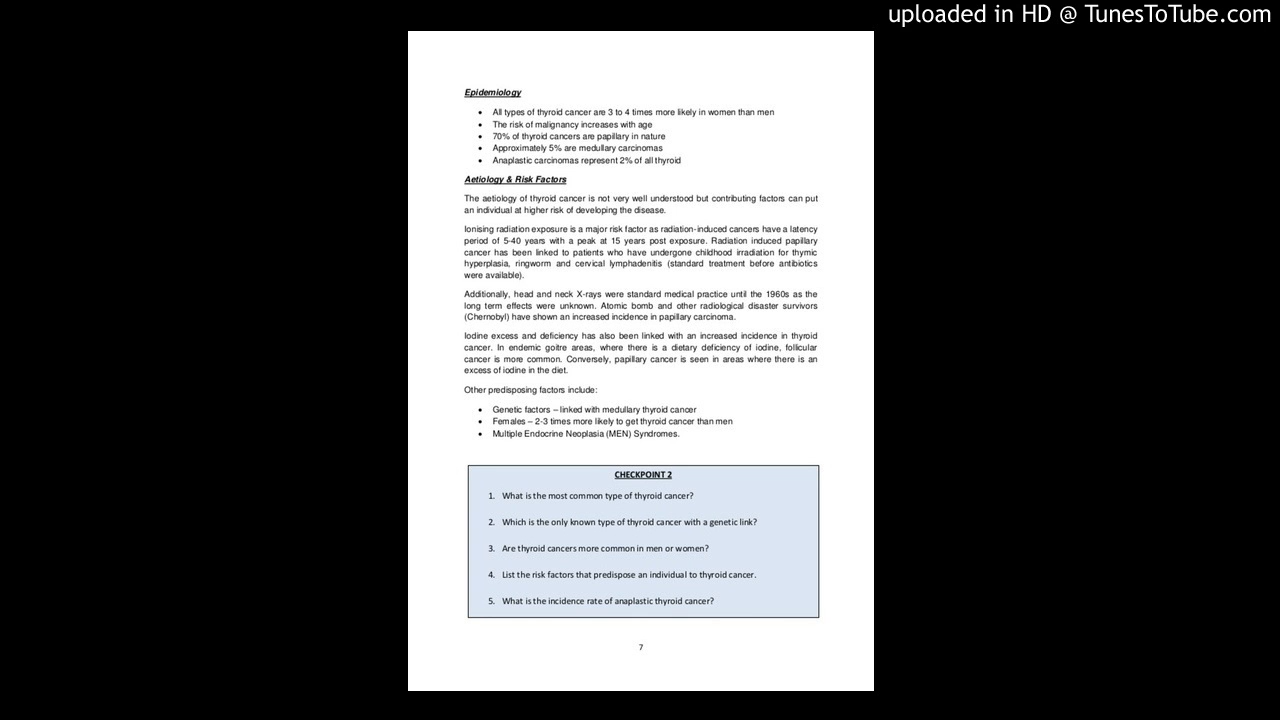 uploaded in HD @ TunesToTube.com
Epidemiology
• All types of thyroid cancer are 3 to 4 times more likely in women than men
• The risk of malignancy increases with age
• 70% of thyroid cancers are papillary in nature
• Approximately 5% are medullary carcinomas
• Anaplastic carcinomas represent 2% of all thyroid
Aetiology & Risk Factors
The aetiology of thyroid cancer is not very well understood but contributing factors can put
an individual at higher risk of developing the disease.
Ionising radiation exposure is a major risk factor as radiation-induced cancers have a latency
period of 5-40 years with a peak at 15 years post exposure. Radiation induced papillary
cancer has been linked to patients who have undergone childhood irradiation for thymic
hyperplasia, ringworm and cervical lymphadenitis (standard treatment before antibiotics
were available).
Additionally, head and neck X-rays were standard medical practice until the 1960s as the
long term effects were unknown. Atomic bomb and other radiological disaster survivors
(Chernobyl) have shown an increased incidence in papillary carcinoma.
Iodine excess and deficiency has also been linked with an increased incidence in thyroid
cancer. In endemic goitre areas, where there is a dietary deficiency of iodine, follicular
cancer is more common. Conversely, papillary cancer is seen in areas where there is an
excess of iodine in the diet.
Other predisposing factors include:
• Genetic factors – linked with medullary thyroid cancer
• Females – 2-3 times more likely to get thyroid cancer than men
• Multiple Endocrine Neoplasia (MEN) Syndromes.
CHECKPOINT 2
1. What is the most common type of thyroid cancer?
2. Which is the only known type of thyroid cancer with a genetic link?
3. Are thyroid cancers more common in men or women?
4. List the risk factors that predispose an individual to thyroid cancer.
5. What is the incidence rate of anaplastic thyroid cancer?
7